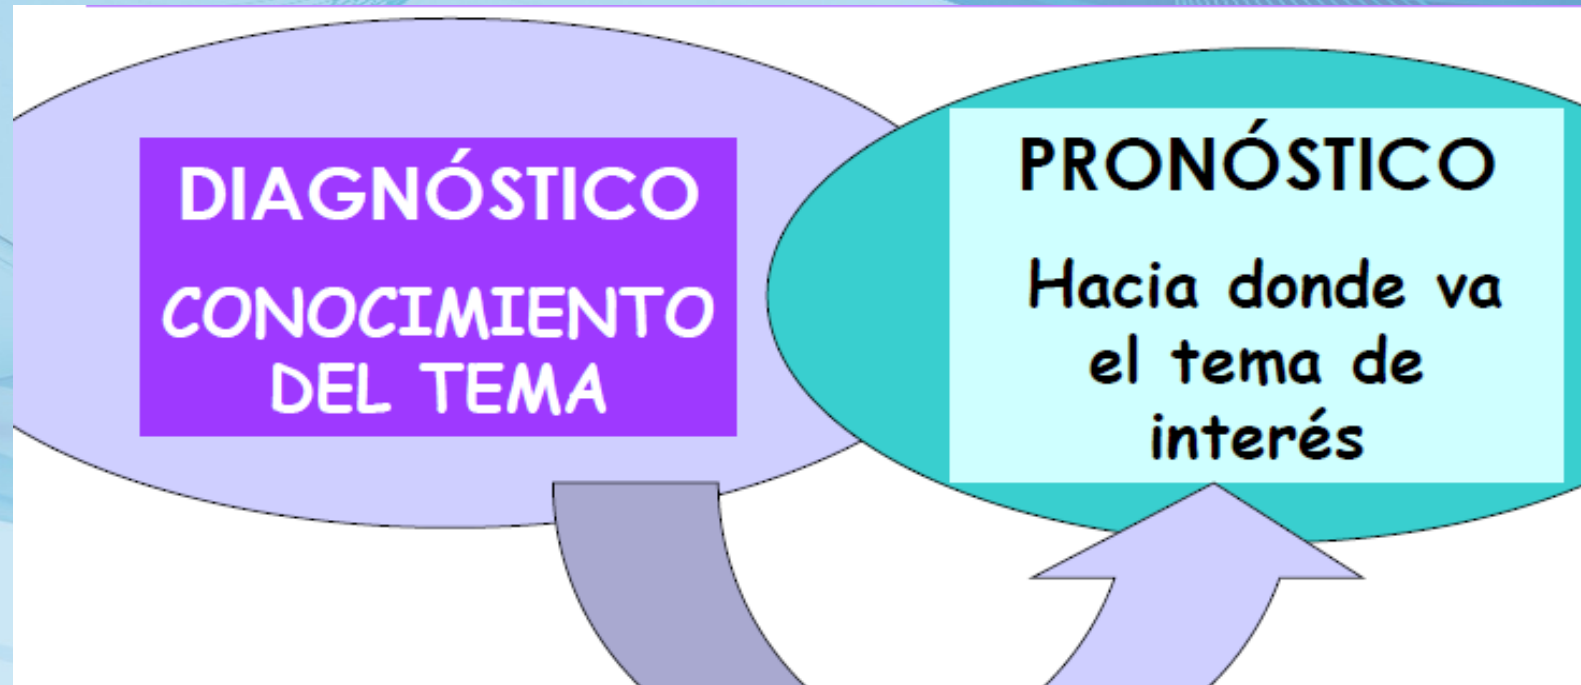 DIAGNÓSTICO
CONOCIMIENTO
DEL TEMA
PRONÓSTICO
Hacia donde va
el tema de
interés